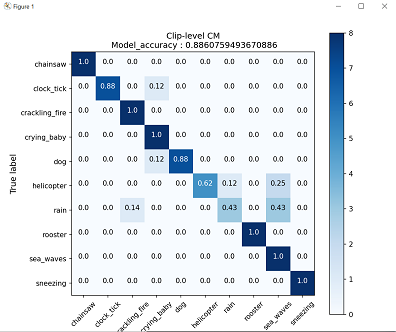 Figure 1
Clip-level CM
Model_accuracy : 0.8860759493670886
True label
chainsaw 1.0 0.0 0.0 0.0 0.0 0.0 0.0 0.0 0.0 0.0
clock_tick 0.0 0.88 0.0 0.12 0.0 0.0 0.0 0.0 0.0 0.0
crackling_fire 0.0 0.0 1.0 0.0 0.0 0.0 0.0 0.0 0.0 0.0
crying_baby 0.0 0.0 0.0 1.0 0.0 0.0 0.0 0.0 0.0 0.0
dog 0.0 0.0 0.0 0.12 0.88 0.0 0.0 0.0 0.0 0.0
helicopter 0.0 0.0 0.0 0.0 0.0 0.62 0.12 0.0 0.25 0.0
rain 0.0 0.0 0.14 0.0 0.0 0.0 0.43 0.0 0.43 0.0
rooster 0.0 0.0 0.0 0.0 0.0 0.0 0.0 1.0 0.0 0.0
sea_waves 0.0 0.0 0.0 0.0 0.0 0.0 0.0 0.0 1.0 0.0
sneezing 0.0 0.0 0.0 0.0 0.0 0.0 0.0 0.0 0.0 1.0
chainsaw clock_tick crackling_fire crying_baby dog helicopter rain rooster sea_waves sneezing
8
7
6
5
4
3
2
1
0